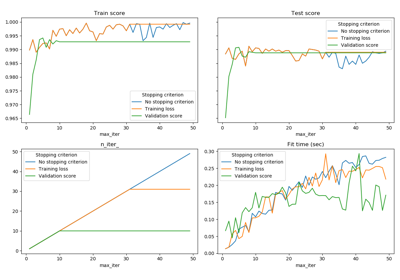 Train score
Test score
1.000
0.995
0.990
0.985
0.980
0.975
0.970
0.965
Stopping criterion
No stopping criterion
Training loss
Validation score
Stopping criterion
No stopping criterion
Training loss
Validation score
0 10 20 30 40 50
max_iter
0 10 20 30 40 50
max_iter
n_iter_
Fit time (sec)
50
40
30
20
10
0
Stopping criterion
No stopping criterion
Training loss
Validation score
0.30
0.25
0.20
0.15
0.10
0.05
0.00
Stopping criterion
No stopping criterion
Training loss
Validation score
0 10 20 30 40 50
max_iter
0 10 20 30 40 50
max_iter